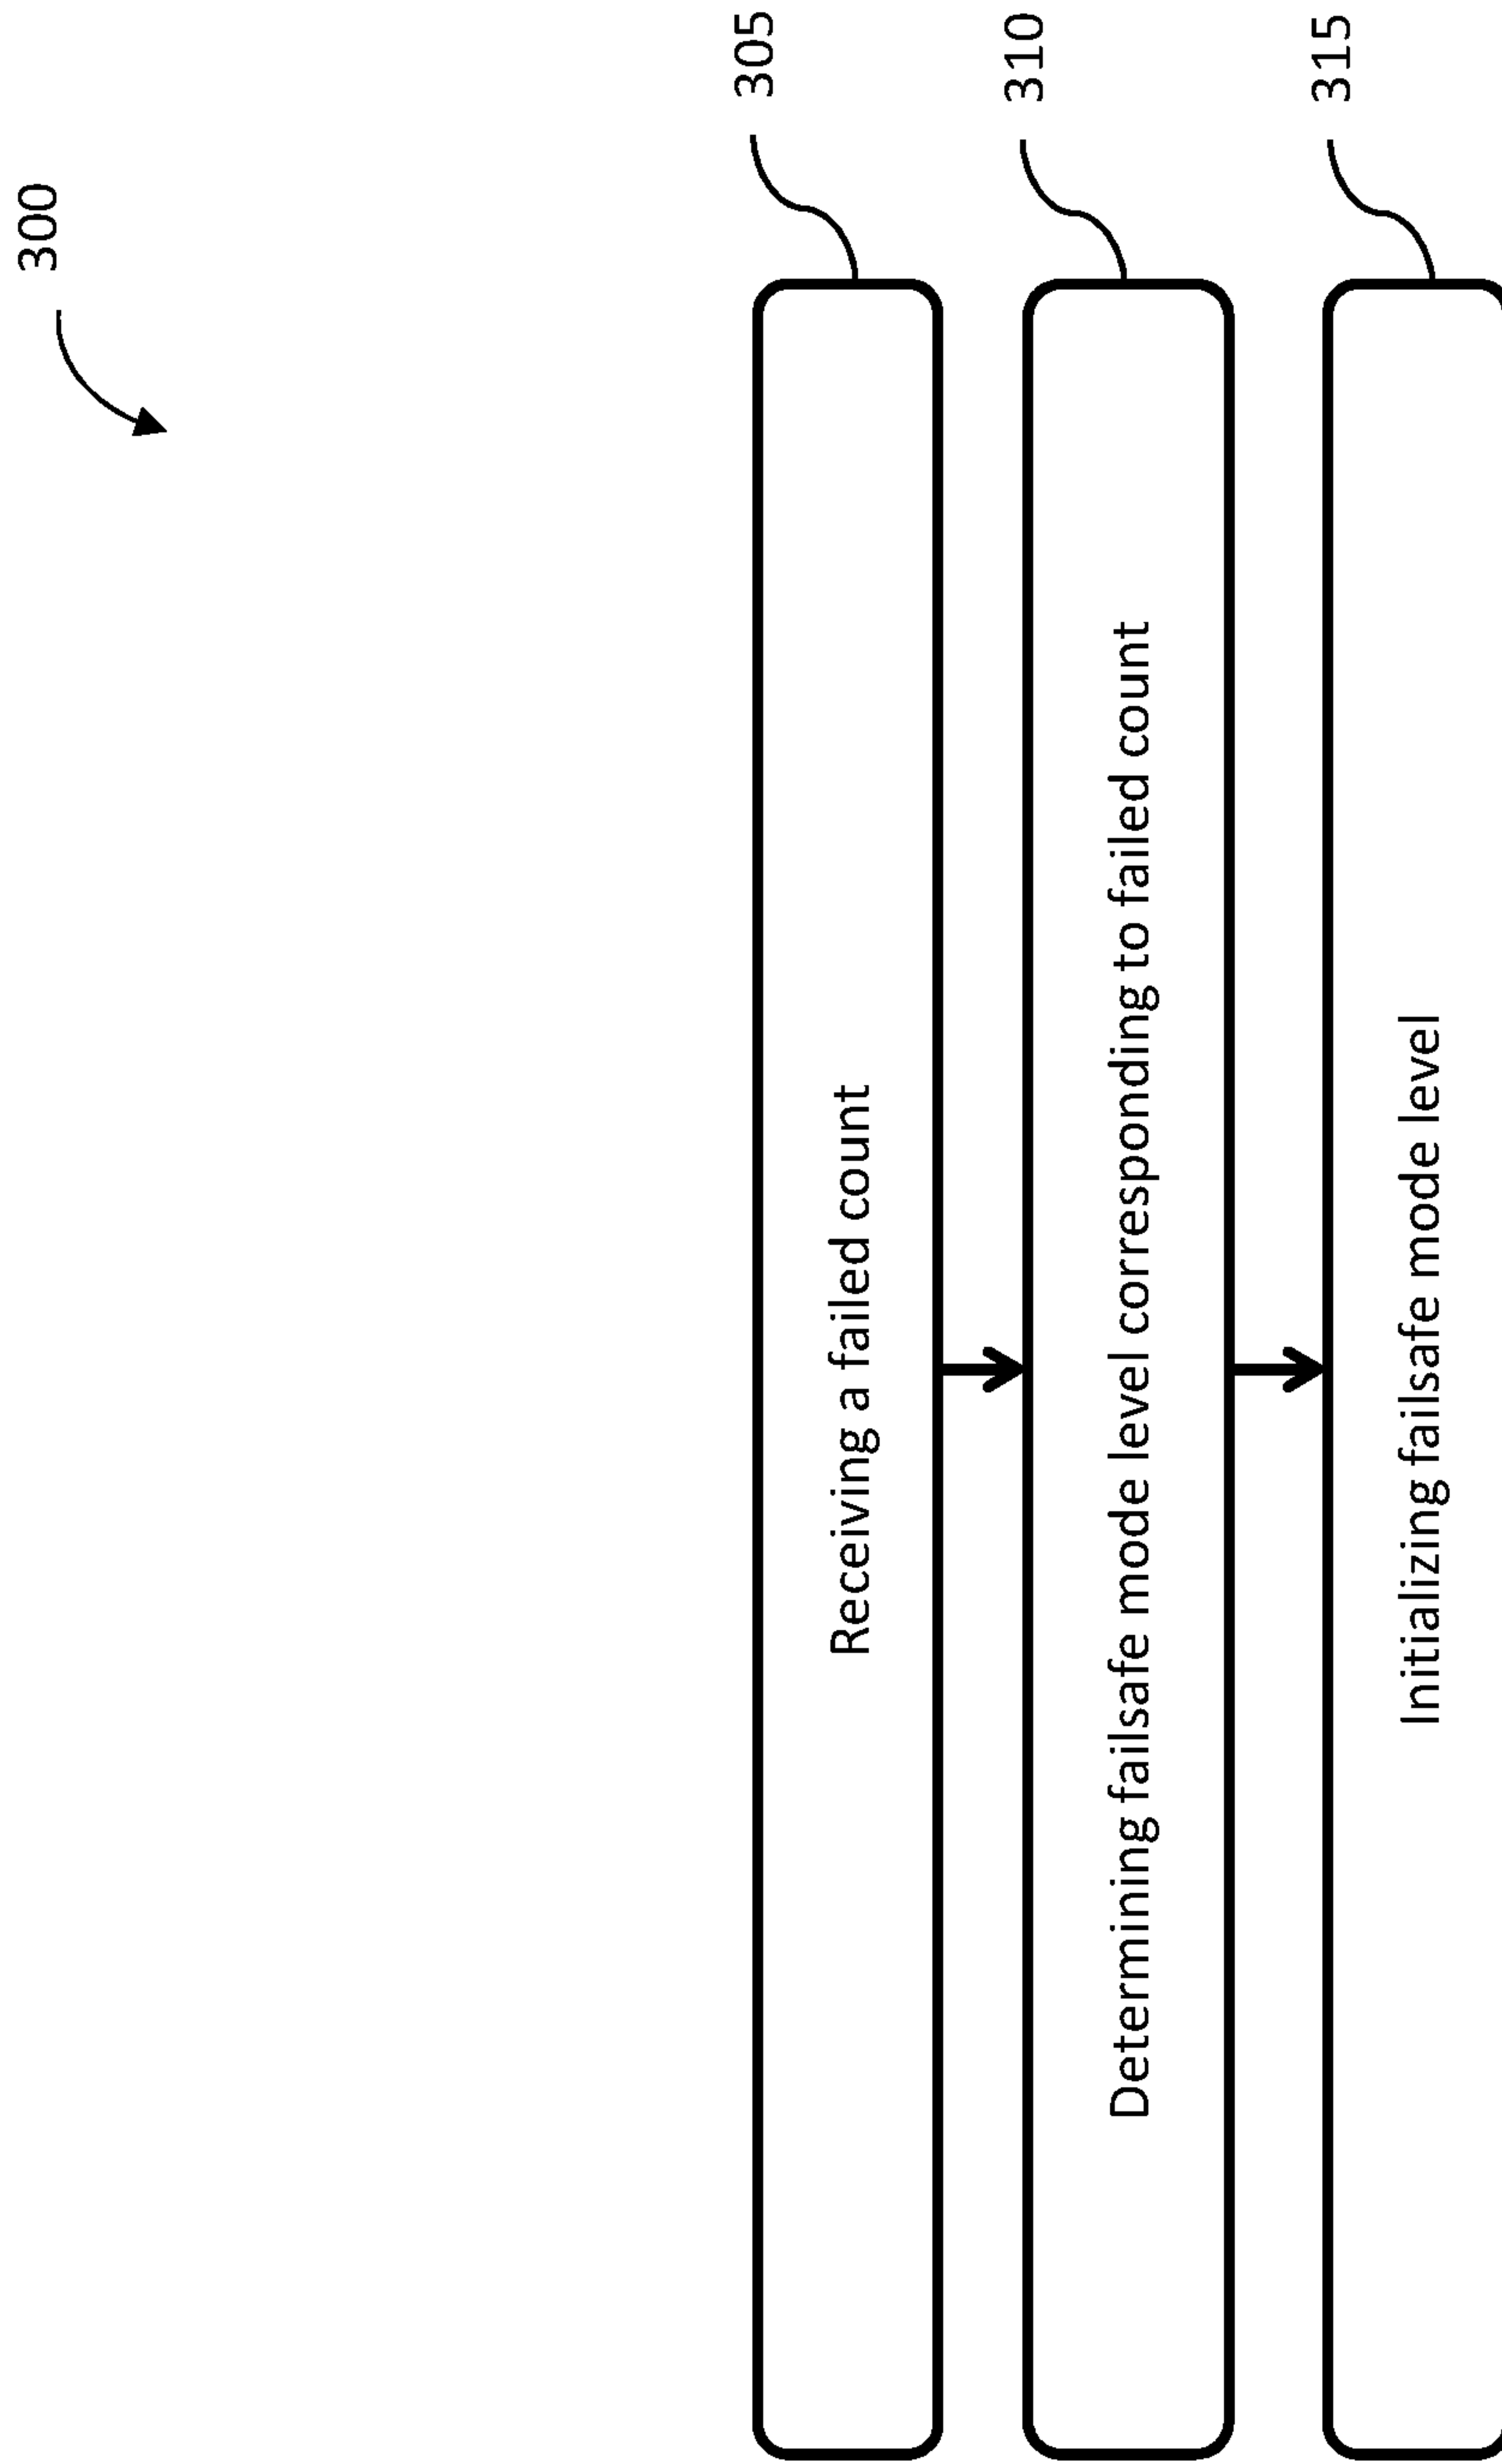 300
305
Receiving a failed count
310
Determining failsafe mode level corresponding to failed count
315
Initializing failsafe mode level